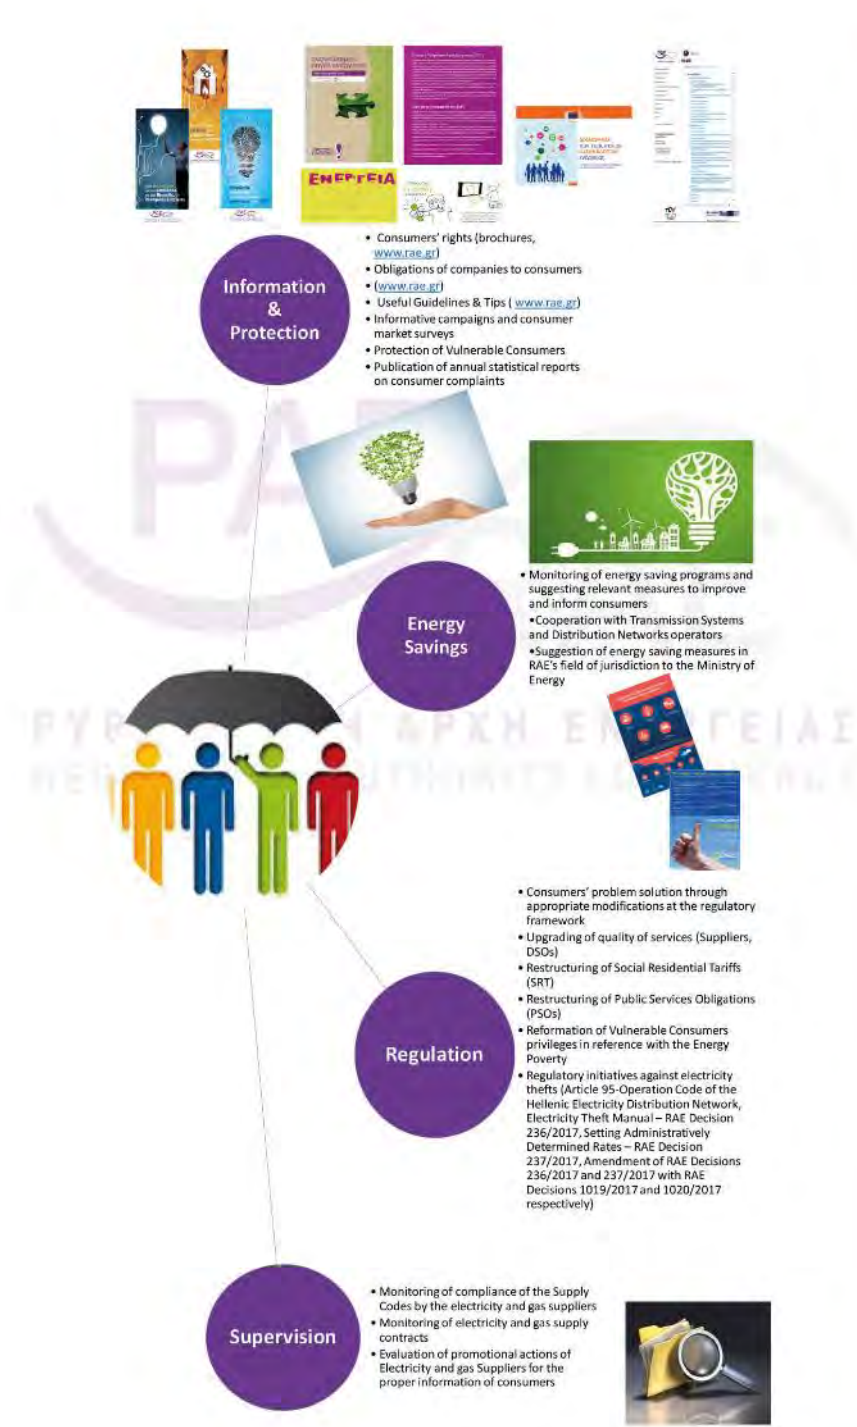 ΕΝΕΡΓΕΙΑ
Information
&
Protection
• Consumers' rights (brochures,
www.rae.gr)
• Obligations of companies to consumers
• (www.rae.gr)
• Useful Guidelines & Tips ( www.rae.gr)
• Informative campaigns and consumer
market surveys
• Protection of Vulnerable Consumers
• Publication of annual statistical reports
on consumer complaints
Energy
Savings
• Monitoring of energy saving programs and
suggesting relevant measures to improve
and inform consumers
•Cooperation with Transmission Systems
and Distribution Networks operators
•Suggestion of energy saving measures in
RAE's field of jurisdiction to the Ministry of
Energy
Regulation
• Consumers' problem solution through
appropriate modifications at the regulatory
framework
• Upgrading of quality of services (Suppliers,
DSOs)
• Restructuring of Social Residential Tariffs
(SRT)
• Restructuring of Public Services Obligations
(PSOs)
• Reformation of Vulnerable Consumers
privileges in reference with the Energy
Poverty
• Regulatory initiatives against electricity
thefts (Article 95-Operation Code of the
Hellenic Electricity Distribution Network,
Electricity Theft Manual – RAE Decision
236/2017, Setting Administratively
Determined Rates – RAE Decision
237/2017, Amendment of RAE Decisions
236/2017 and 237/2017 with RAE
Decisions 1019/2017 and 1020/2017
respectively)
Supervision
• Monitoring of compliance of the Supply
Codes by the electricity and gas suppliers
• Monitoring of electricity and gas supply
contracts
• Evaluation of promotional actions of
Electricity and gas Suppliers for the
proper information of consumers